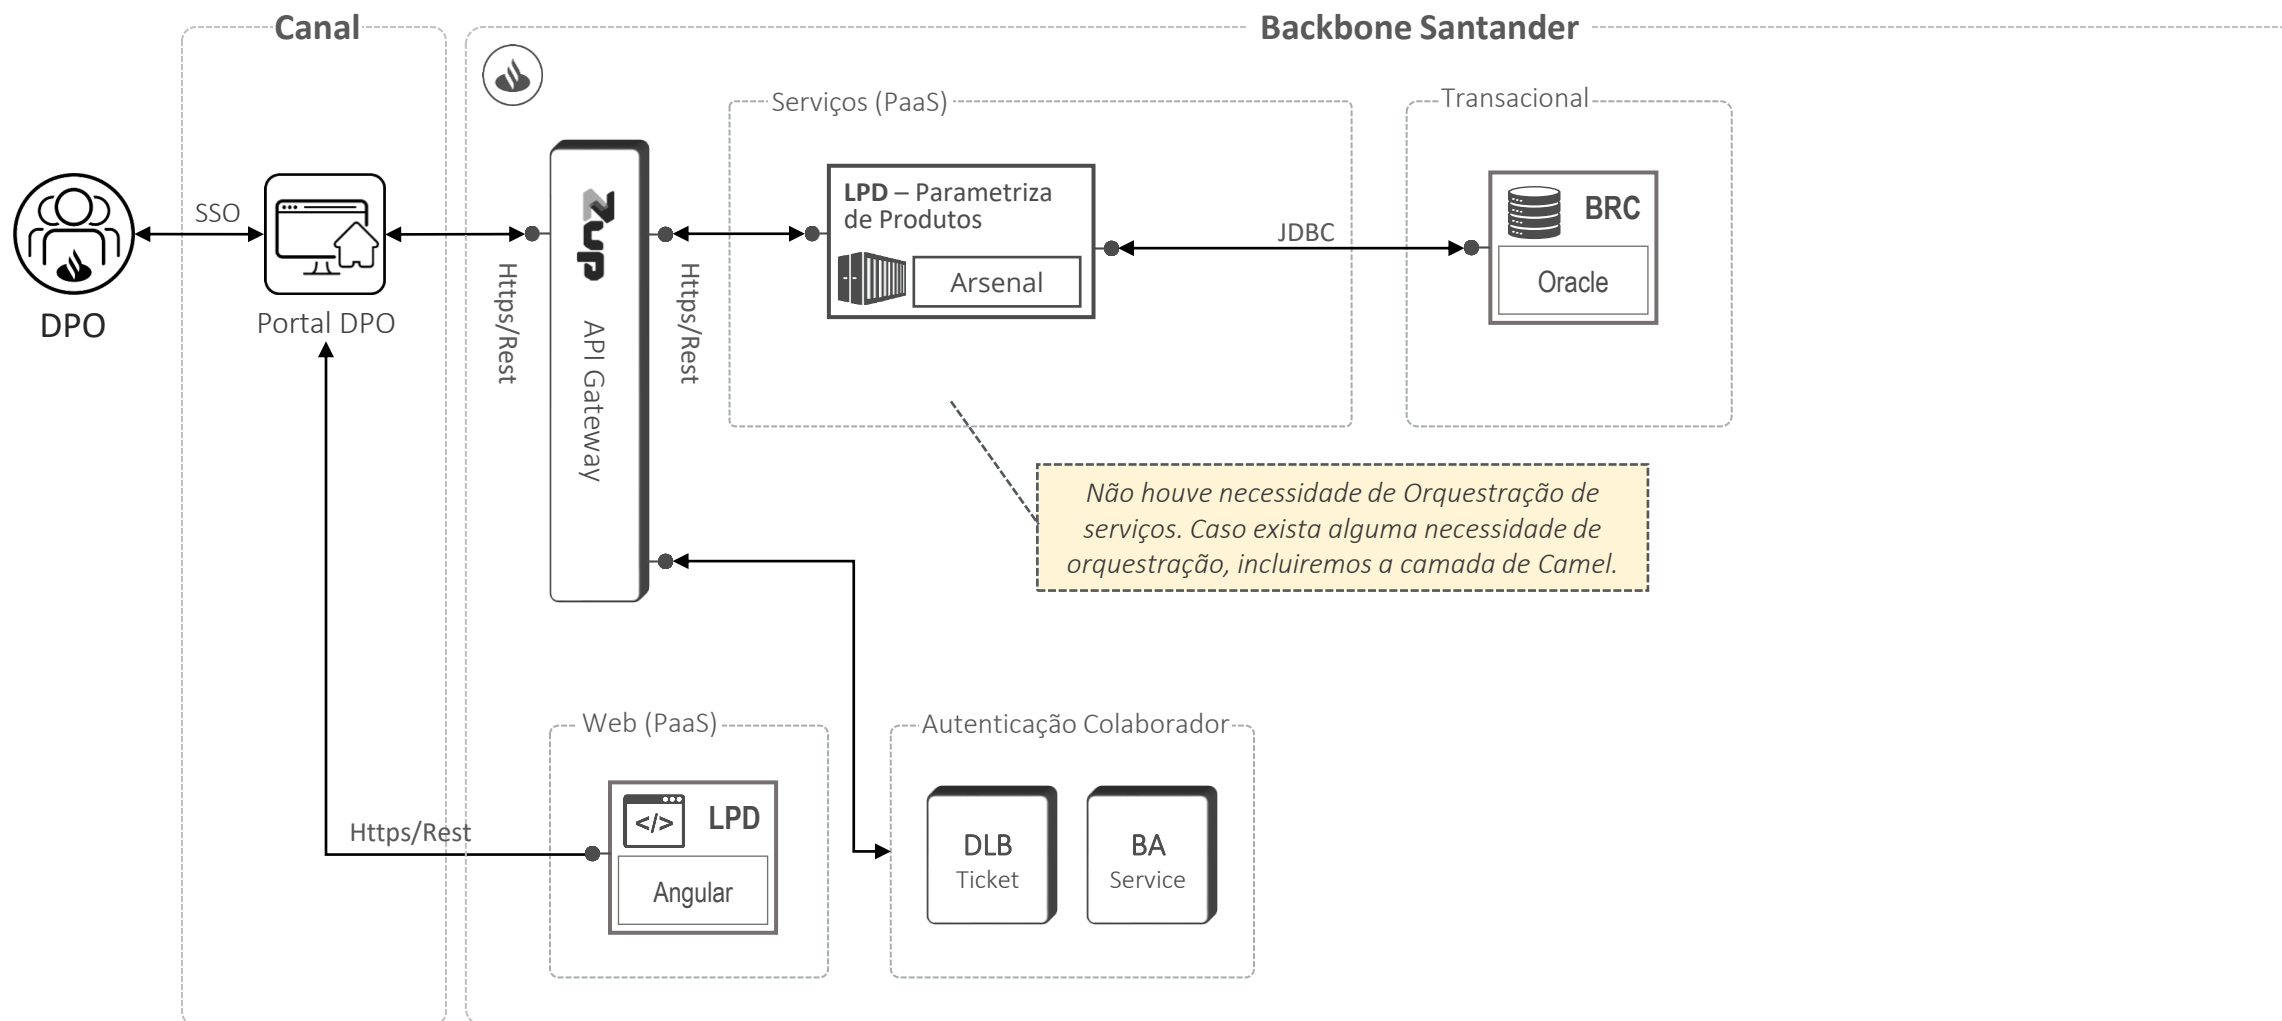 Canal
Backbone Santander
Serviços (PaaS)
Transacional
SSO
DPO
Portal DPO
Https/Rest
Zup
API Gateway
Https/Rest
LPD – Parametriza
de Produtos
Arsenal
JDBC
BRC
Oracle
Não houve necessidade de Orquestração de
serviços. Caso exista alguma necessidade de
orquestração, incluiremos a camada de Camel.
Web (PaaS)
Autenticação Colaborador
Https/Rest
</>
LPD
Angular
DLB
Ticket
BA
Service